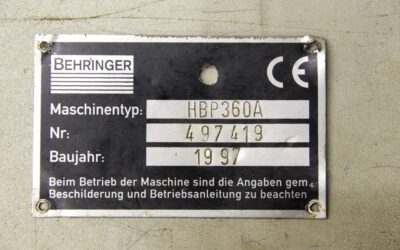 BEHRINGER
CE
Maschinentyp: HBP360A
Nr: 497419
Baujahr: 1997
Beim Betrieb der Maschine sind die Angaben gem.
Beschilderung und Betriebsanleitung zu beachten